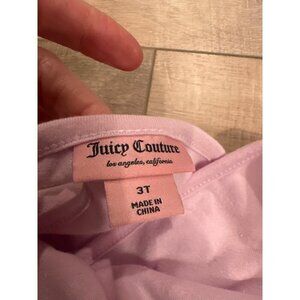 Juicy Couture
los angeles, california
3T
MADE IN
CHINA